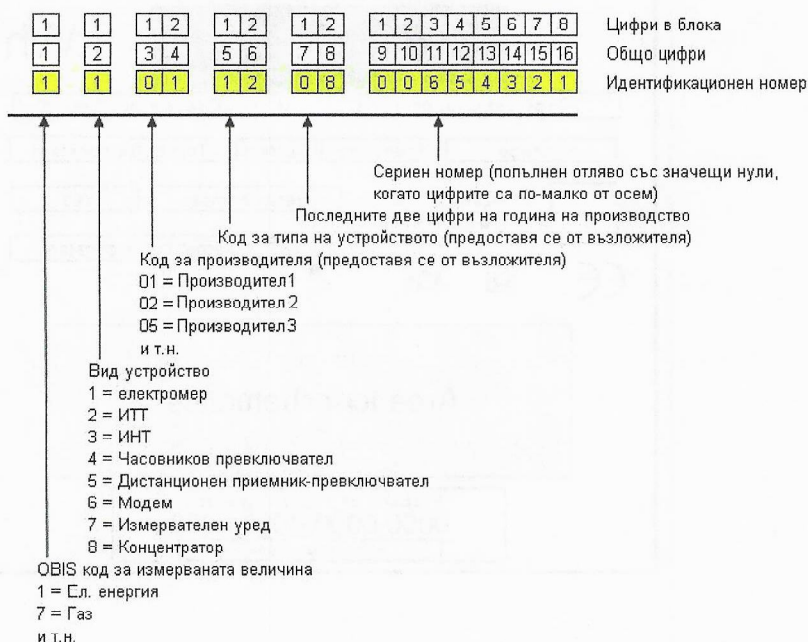 1 1 1 2 1 2 1 2 1 2 3 4 5 6 7 8 Цифри в блока
1 2 3 4 5 6 7 8 9 10 11 12 13 14 15 16 Общо цифри
1 1 0 1 1 2 0 8 0 0 6 5 4 3 2 1 Идентификационен номер
Сериен номер (попълнен отляво със значещи нули,
когато цифрите са по-малко от осем)
Последните две цифри на година на производство
Код за типа на устройството (предоставя се от възложителя)
Код за производителя (предоставя се от възложителя)
01 = Производител1
02 = Производител2
05 = Производител3
и т.н.
Вид устройство
1 = електромер
2 = ИТТ
3 = ИНТ
4 = Часовников превключвател
5 = Дистанционен приемник-превключвател
6 = Модем
7 = Измервателен уред
8 = Концентратор
OBIS код за измерваната величина
1 = Ел. енергия
7 = Газ
и т.н.